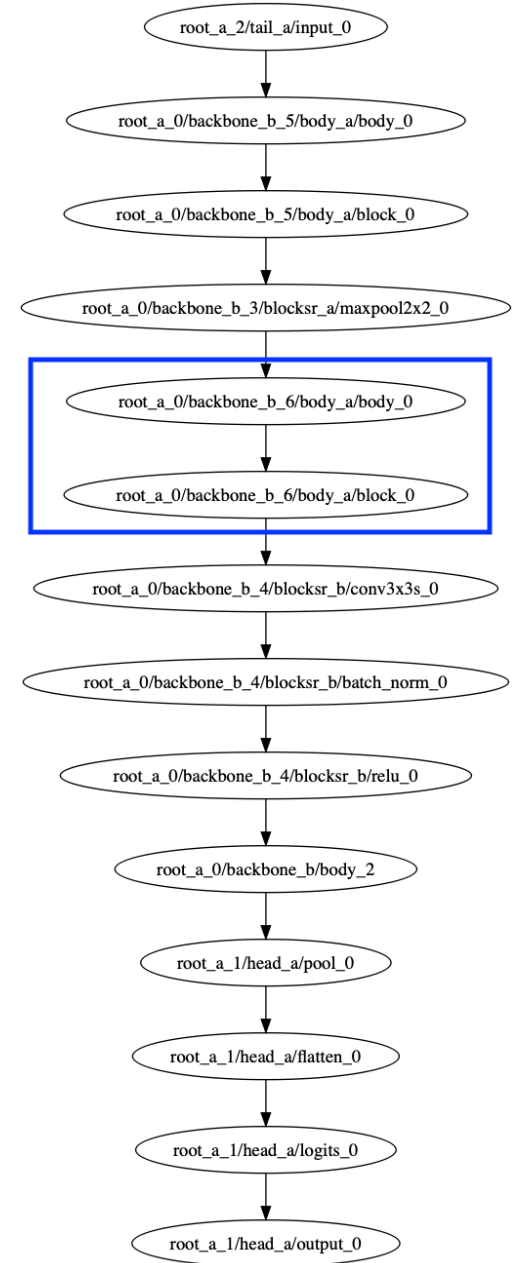 root_a_2/tail_a/input_0
root_a_0/backbone_b_5/body_a/body_0
root_a_0/backbone_b_5/body_a/block_0
root_a_0/backbone_b_3/blocksr_a/maxpool2x2_0
root_a_0/backbone_b_6/body_a/body_0
root_a_0/backbone_b_6/body_a/block_0
root_a_0/backbone_b_4/blocksr_b/conv3x3s_0
root_a_0/backbone_b_4/blocksr_b/batch_norm_0
root_a_0/backbone_b_4/blocksr_b/relu_0
root_a_0/backbone_b/body_2
root_a_1/head_a/pool_0
root_a_1/head_a/flatten_0
root_a_1/head_a/logits_0
root_a_1/head_a/output_0